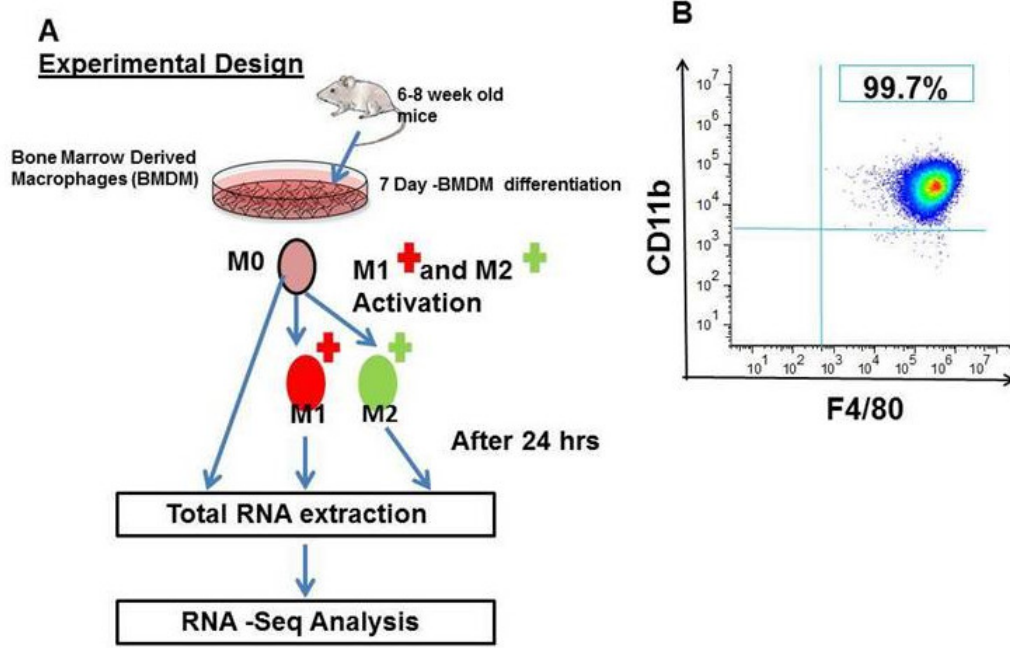 A
Experimental Design
6-8 week old
mice
Bone Marrow Derived
Macrophages (BMDM)
7 Day -BMDM differentiation
M0
M1 and M2
Activation
M1
M2
After 24 hrs
Total RNA extraction
RNA -Seq Analysis
B
99.7%
CD11b
10^7
10^6
10^5
10^4
10^3
10^2
10^1
10^1 10^2 10^3 10^4 10^5 10^6 10^7
F4/80